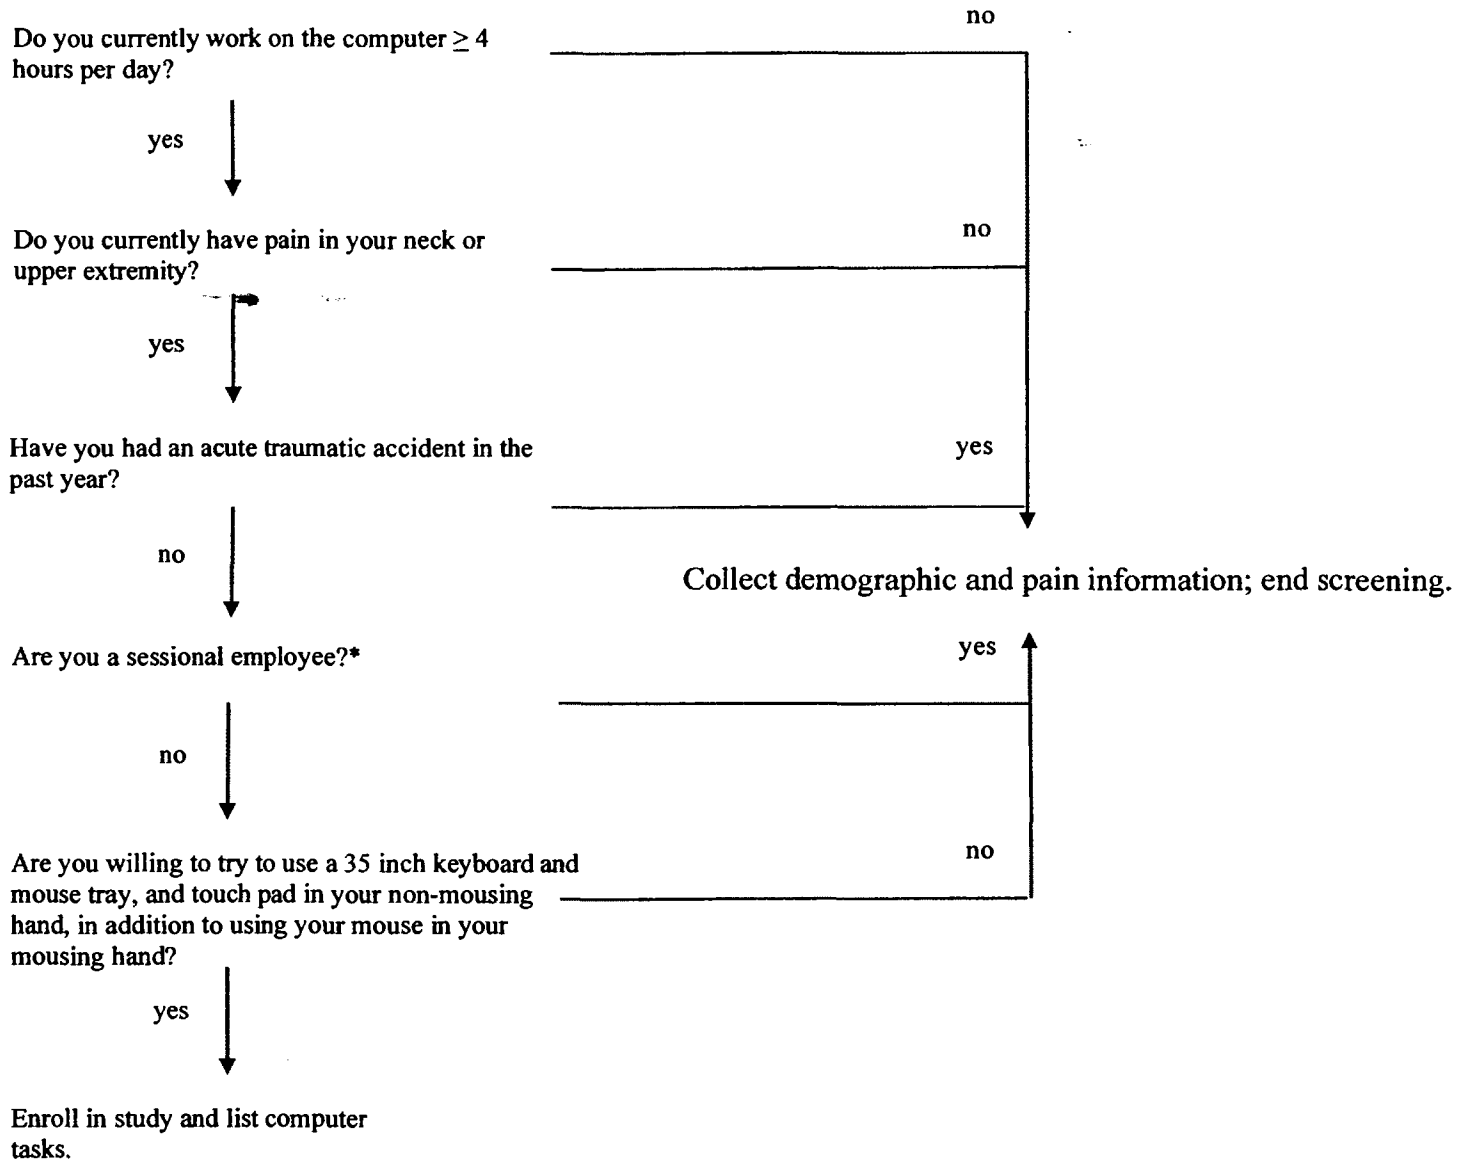 no
Do you currently work on the computer ≥ 4
hours per day?
yes
no
Do you currently have pain in your neck or
upper extremity?
yes
Have you had an acute traumatic accident in the
past year?
yes
no
Collect demographic and pain information; end screening.
Are you a sessional employee?*
yes
no
Are you willing to try to use a 35 inch keyboard and
mouse tray, and touch pad in your non-mousing
hand, in addition to using your mouse in your
mousing hand?
no
yes
Enroll in study and list computer
tasks.